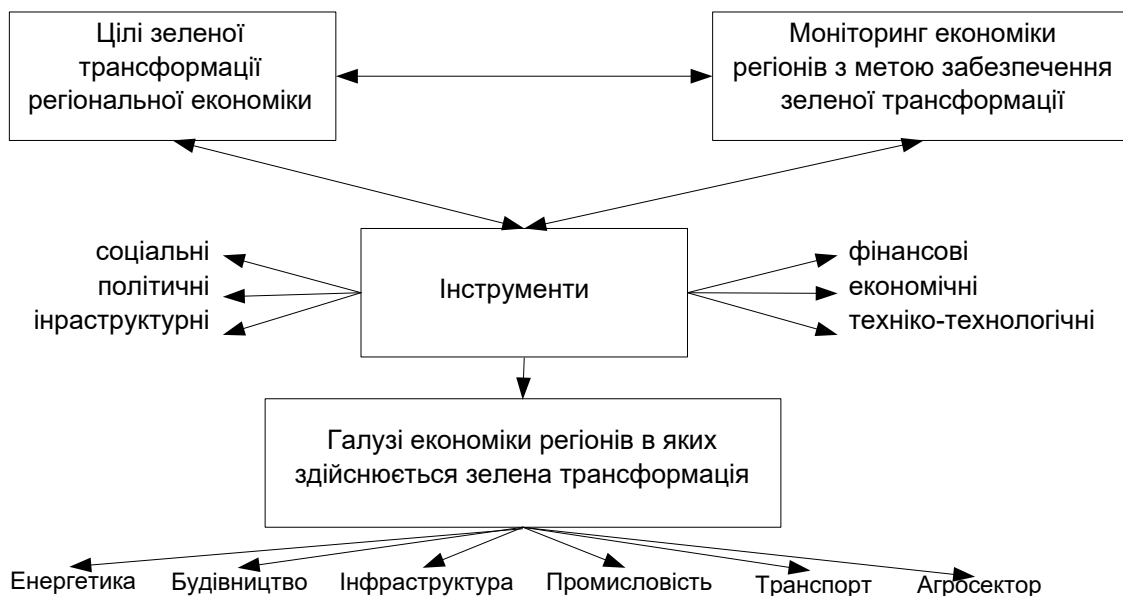 Цілі зеленої
трансформації
регіональної економіки
Моніторинг економіки
регіонів з метою забезпечення
зеленої трансформації
соціальні
політичні
інраструктурні
Інструменти
фінансові
економічні
техніко-технологічні
Галузі економіки регіонів в яких
здійснюється зелена трансформація
Енергетика
Будівництво
Інфраструктура
Промисловість
Транспорт
Агросектор